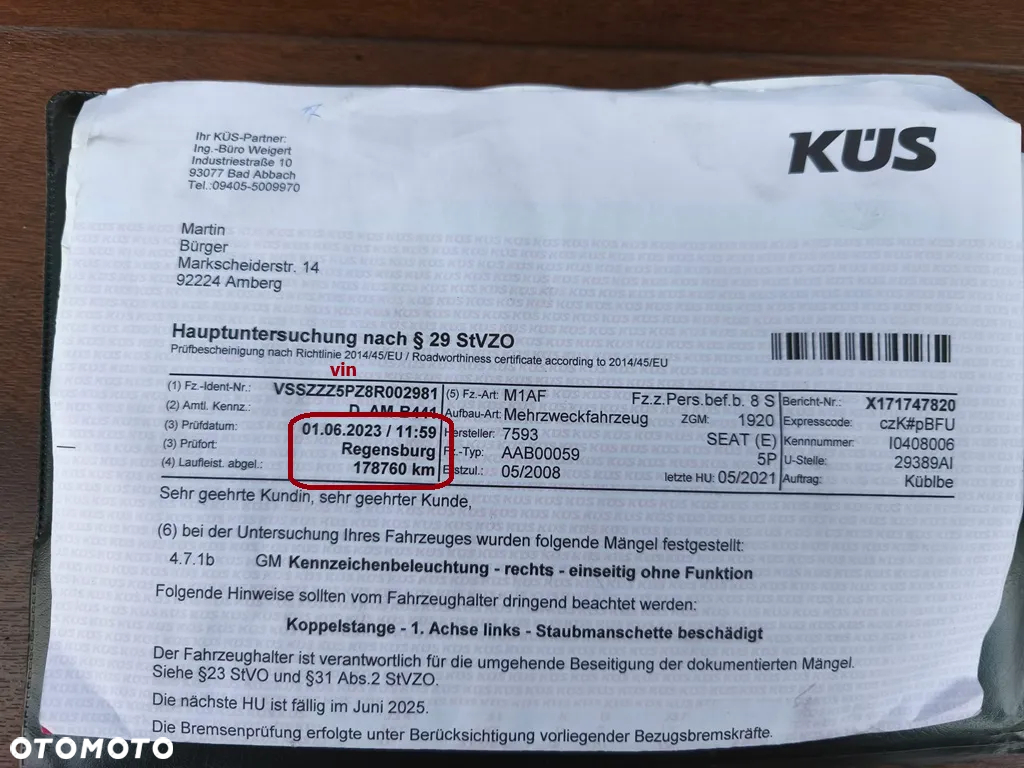 Ihr KÜS-Partner:
Ing.-Büro Weigert
Industriestraße 10
93077 Bad Abbach
Tel.:09405-5009970
KÜS
Martin
Bürger
Markscheiderstr. 14
92224 Amberg
Hauptuntersuchung nach § 29 StVZO
Prüfbescheinigung nach Richtlinie 2014/45/EU / Roadworthiness certificate according to 2014/45/EU
vin
(1) Fz.-Ident-Nr.: VSSZZZ5PZ8R002981 (5) Fz.-Art: M1AF Fz.z.Pers.bef.b. 8 S Bericht-Nr.: X171747820
(2) Amtl. Kennz.: Aufbau-Art: Mehrzweckfahrzeug ZGM: 1920 Expresscode: czK#pBFU
(3) Prüfdatum: 01.06.2023 / 11:59 Hersteller: 7593 SEAT (E) Kennnummer: I0408006
(3) Prüfort: Regensburg Fz.-Typ: AAB00059 5P U-Stelle: 29389AI
(4) Laufleist. abgel.: 178760 km Erstzul.: 05/2008 letzte HU: 05/2021 Auftrag: Küblbe
Sehr geehrte Kundin, sehr geehrter Kunde,
(6) bei der Untersuchung Ihres Fahrzeuges wurden folgende Mängel festgestellt:
4.7.1b GM Kennzeichenbeleuchtung - rechts - einseitig ohne Funktion
Folgende Hinweise sollten vom Fahrzeughalter dringend beachtet werden:
Koppelstange - 1. Achse links - Staubmanschette beschädigt
Der Fahrzeughalter ist verantwortlich für die umgehende Beseitigung der dokumentierten Mängel.
Siehe §23 StVO und §31 Abs.2 StVZO.
Die nächste HU ist fällig im Juni 2025.
Die Bremsenprüfung erfolgte unter Berücksichtigung vorliegender Bezugsbremskräfte.
OTOMOTO